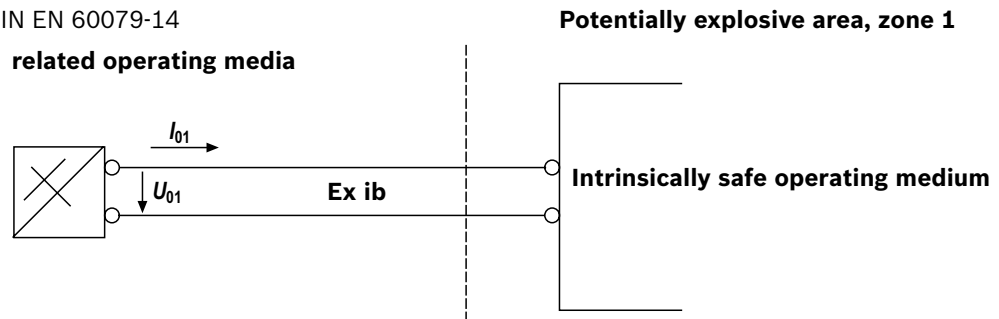 IN EN 60079-14
Potentially explosive area, zone 1
related operating media
I01
U01
Ex ib
Intrinsically safe operating medium